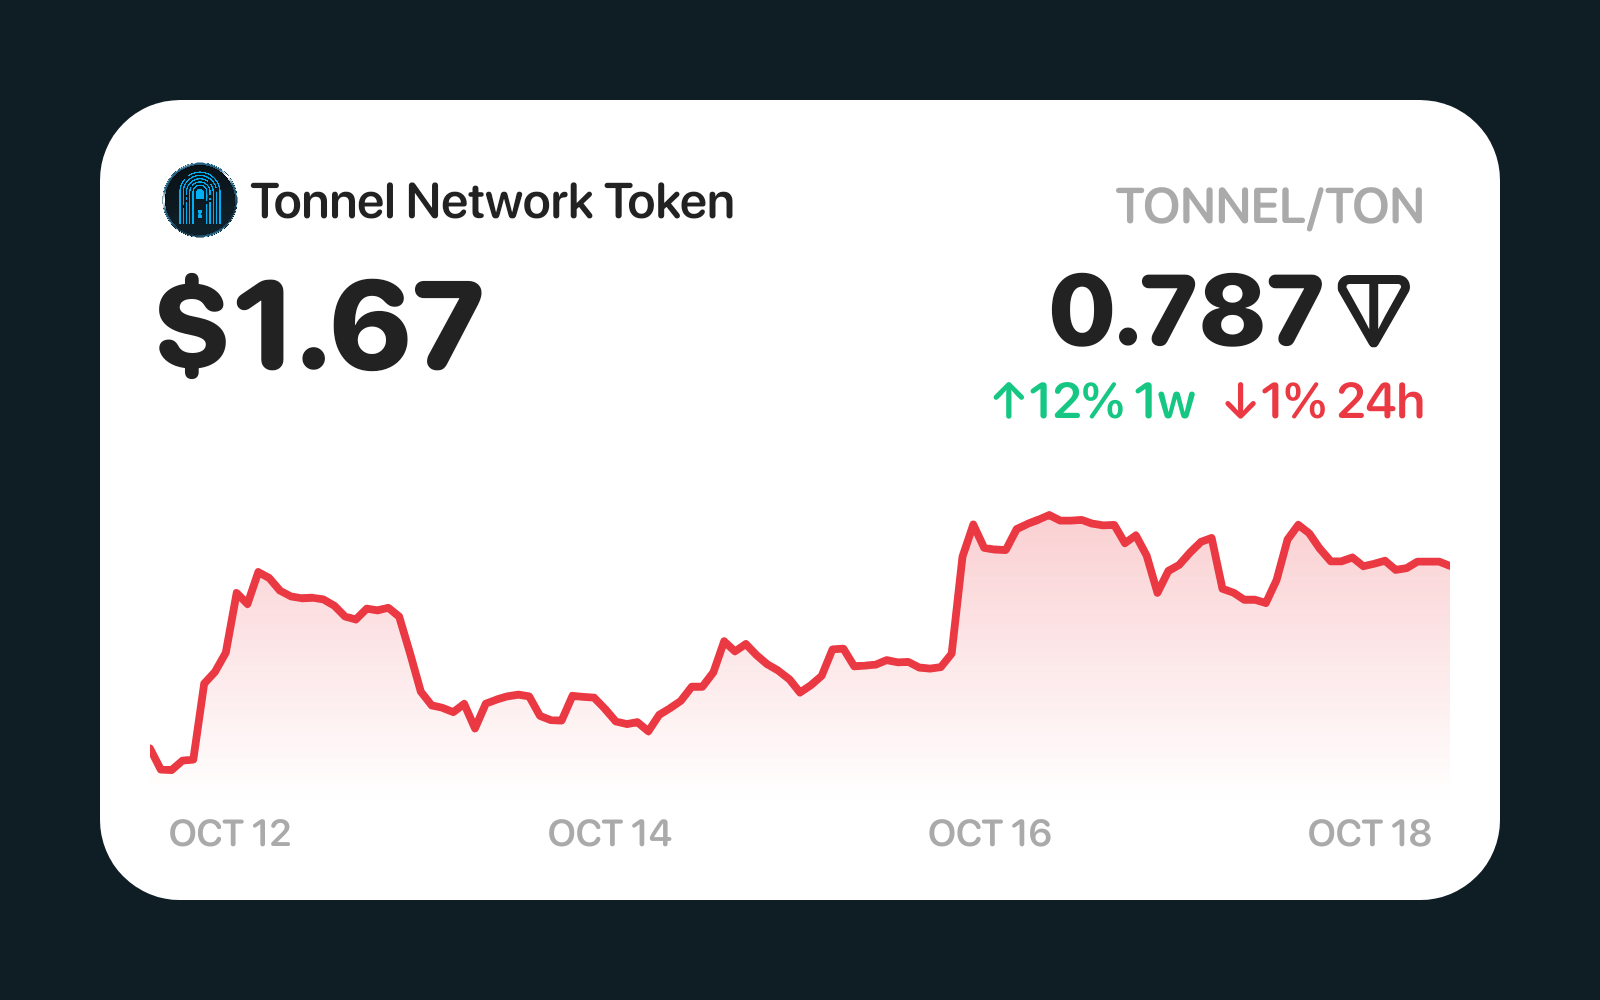 Tonnel Network Token
TONNEL/TON
$1.67
0.787
↑12% 1w ↓1% 24h
OCT 12 OCT 14 OCT 16 OCT 18